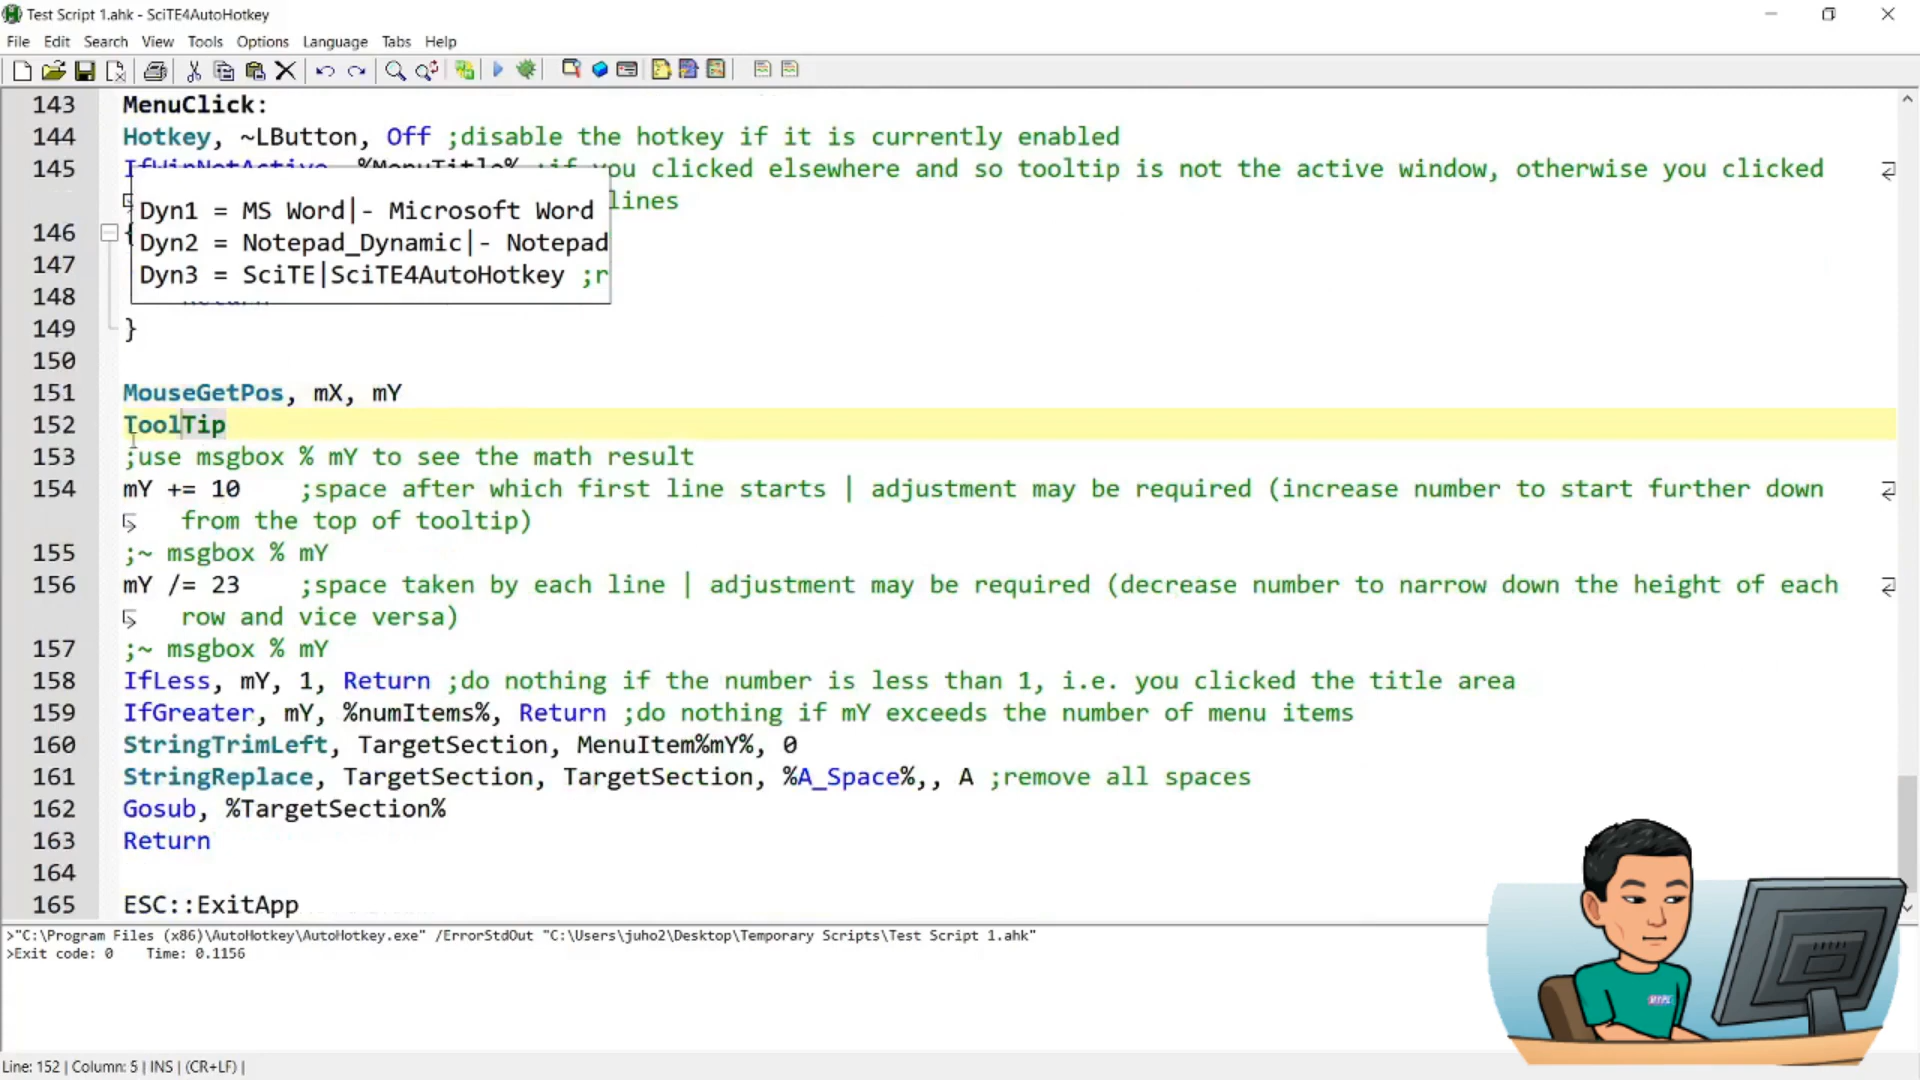 Test Script 1.ahk - SciTE4AutoHotkey
File Edit Search View Tools Options Language Tabs Help
143 MenuClick:
144 Hotkey, ~LButton, Off ;disable the hotkey if it is currently enabled
145 IfWinNotActive, %MenuTitle% ;if you clicked elsewhere and so tooltip is not the active window, otherwise you clicked
lines
Dyn1 = MS Word|- Microsoft Word
146 {
Dyn2 = Notepad_Dynamic|- Notepad
147
Dyn3 = SciTE|SciTE4AutoHotkey ;r
148
149 }
150
151 MouseGetPos, mX, mY
152 ToolTip
153 ;use msgbox % mY to see the math result
154 mY += 10 ;space after which first line starts | adjustment may be required (increase number to start further down
from the top of tooltip)
155 ;~ msgbox % mY
156 mY /= 23 ;space taken by each line | adjustment may be required (decrease number to narrow down the height of each
row and vice versa)
157 ;~ msgbox % mY
158 IfLess, mY, 1, Return ;do nothing if the number is less than 1, i.e. you clicked the title area
159 IfGreater, mY, %numItems%, Return ;do nothing if mY exceeds the number of menu items
160 StringTrimLeft, TargetSection, MenuItem%mY%, 0
161 StringReplace, TargetSection, TargetSection, %A_Space%,, A ;remove all spaces
162 Gosub, %TargetSection%
163 Return
164
165 ESC::ExitApp
>"C:\Program Files (x86)\AutoHotkey\AutoHotkey.exe" /ErrorStdOut "C:\Users\juho2\Desktop\Temporary Scripts\Test Script 1.ahk"
>Exit code: 0 Time: 0.1156
Line: 152 | Column: 5 | INS | (CR+LF) |